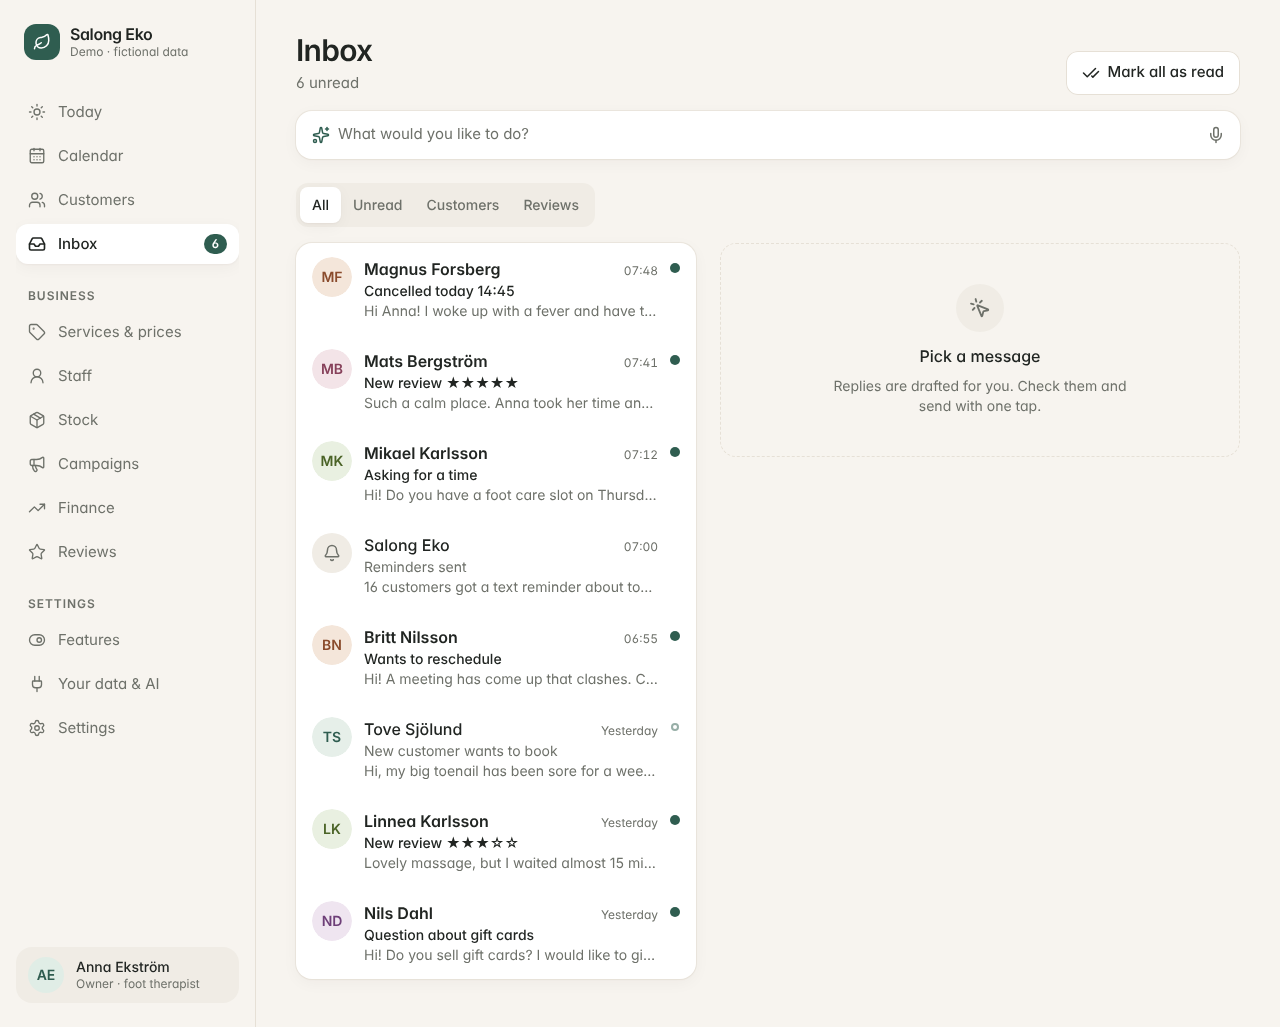 Salong Eko
Demo · fictional data
Today
Calendar
Customers
Inbox
6
BUSINESS
Services & prices
Staff
Stock
Campaigns
Finance
Reviews
SETTINGS
Features
Your data & AI
Settings
AE
Anna Ekström
Owner · foot therapist
Inbox
6 unread
Mark all as read
What would you like to do?
All Unread Customers Reviews
MF
Magnus Forsberg 07:48
Cancelled today 14:45
Hi Anna! I woke up with a fever and have t...
MB
Mats Bergström 07:41
New review ★★★★★
Such a calm place. Anna took her time an...
MK
Mikael Karlsson 07:12
Asking for a time
Hi! Do you have a foot care slot on Thursd...
Salong Eko 07:00
Reminders sent
16 customers got a text reminder about to...
BN
Britt Nilsson 06:55
Wants to reschedule
Hi! A meeting has come up that clashes. C...
TS
Tove Sjölund Yesterday
New customer wants to book
Hi, my big toenail has been sore for a wee...
LK
Linnea Karlsson Yesterday
New review ★★★☆☆
Lovely massage, but I waited almost 15 mi...
ND
Nils Dahl Yesterday
Question about gift cards
Hi! Do you sell gift cards? I would like to gi...
Pick a message
Replies are drafted for you. Check them and
send with one tap.